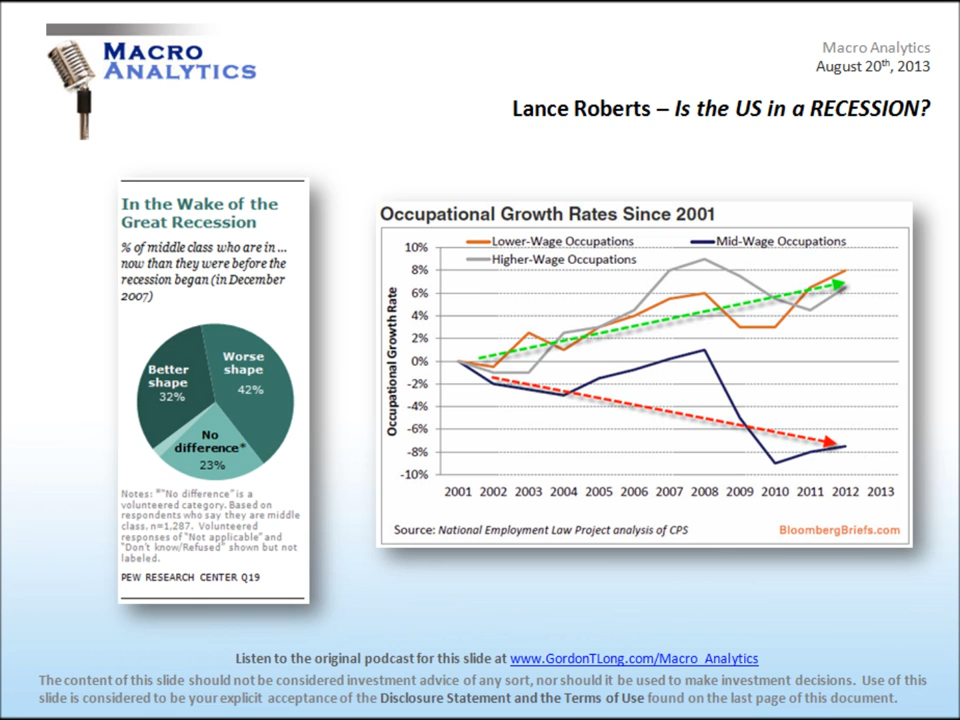 MACRO
ANALYTICS
Macro Analytics
August 20th, 2013
Lance Roberts – Is the US in a RECESSION?
In the Wake of the
Great Recession
% of middle class who are in ...
now than they were before the
recession began (in December
2007)
Better
shape
32%
Worse
shape
42%
No
difference*
23%
Notes: *"No difference" is a
volunteered category. Based on
respondents who say they are middle
class, n=1,287. Volunteered
responses of "Not applicable" and
"Don't know/Refused" shown but not
labeled.
PEW RESEARCH CENTER Q19
Occupational Growth Rates Since 2001
Lower-Wage Occupations
Mid-Wage Occupations
Higher-Wage Occupations
Occupational Growth Rate
10%
8%
6%
4%
2%
0%
-2%
-4%
-6%
-8%
-10%
2001 2002 2003 2004 2005 2006 2007 2008 2009 2010 2011 2012 2013
Source: National Employment Law Project analysis of CPS
BloombergBriefs.com
Listen to the original podcast for this slide at www.GordonTLong.com/Macro_Analytics
The content of this slide should not be considered investment advice of any sort, nor should it be used to make investment decisions. Use of this
slide is considered to be your explicit acceptance of the Disclosure Statement and the Terms of Use found on the last page of this document.